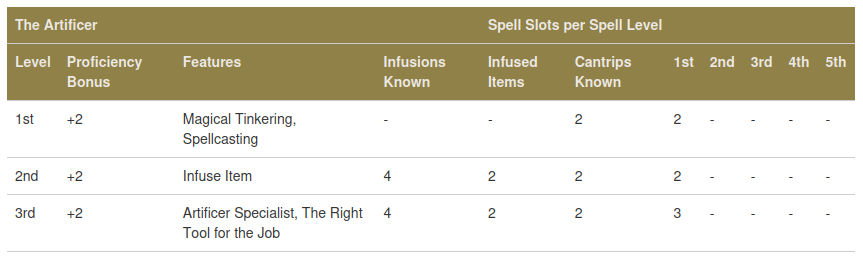 The Artificer Spell Slots per Spell Level
Level Proficiency Bonus Features Infusions Known Infused Items Cantrips Known 1st 2nd 3rd 4th 5th
1st +2 Magical Tinkering, Spellcasting - - 2 2 - - - -
2nd +2 Infuse Item 4 2 2 2 - - - -
3rd +2 Artificer Specialist, The Right Tool for the Job 4 2 2 3 - - - -